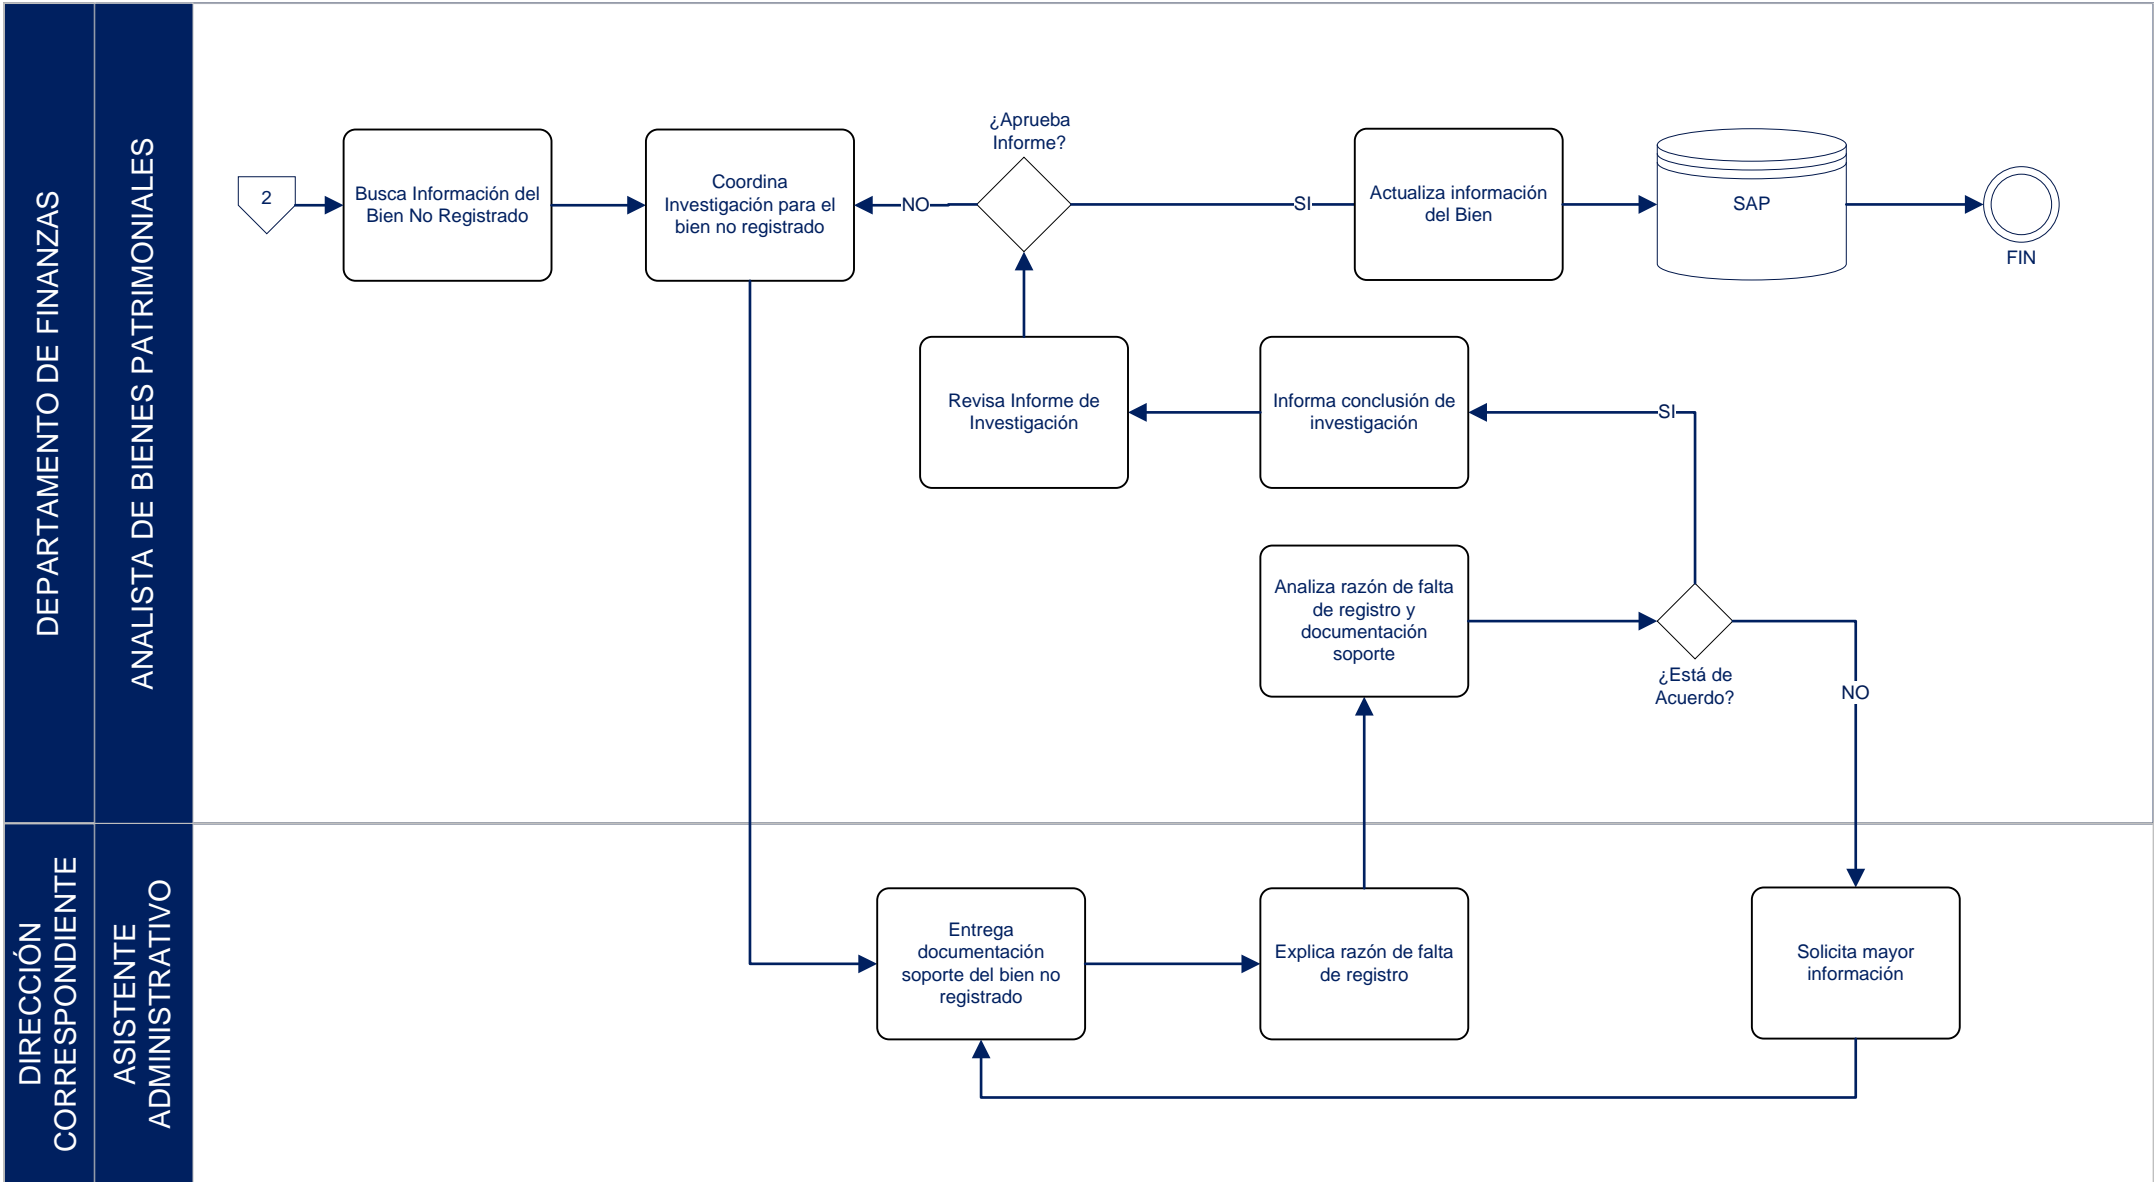 DEPARTAMENTO DE FINANZAS
ANALISTA DE BIENES PATRIMONIALES
2
Busca Información del
Bien No Registrado
Coordina
Investigación para el
bien no registrado
NO
¿Aprueba
Informe?
SI
Actualiza información
del Bien
SAP
FIN
Revisa Informe de
Investigación
Informa conclusión de
investigación
SI
Analiza razón de falta
de registro y
documentación
soporte
¿Está de
Acuerdo?
NO
DIRECCIÓN
CORRESPONDIENTE
ASISTENTE
ADMINISTRATIVO
Entrega
documentación
soporte del bien no
registrado
Explica razón de falta
de registro
Solicita mayor
información